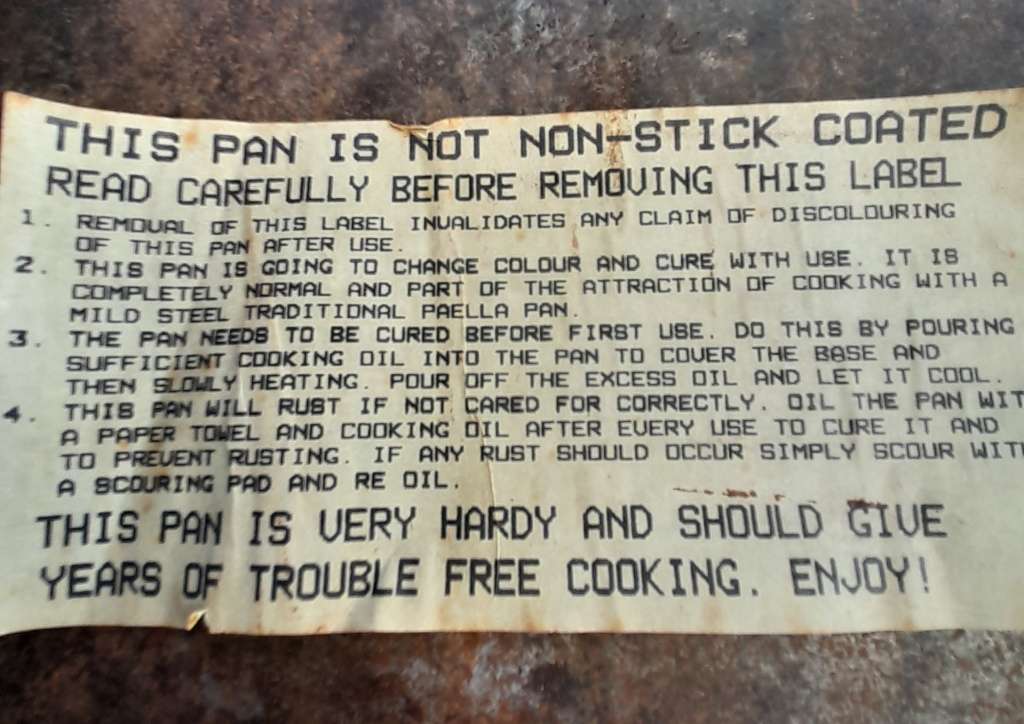 THIS PAN IS NOT NON-STICK COATED
READ CAREFULLY BEFORE REMOVING THIS LABEL
1. REMOVAL OF THIS LABEL INVALIDATES ANY CLAIM OF DISCOLOURING
OF THIS PAN AFTER USE.
2. THIS PAN IS GOING TO CHANGE COLOUR AND CURE WITH USE. IT IS
COMPLETELY NORMAL AND PART OF THE ATTRACTION OF COOKING WITH A
MILD STEEL TRADITIONAL PAELLA PAN.
3. THE PAN NEEDS TO BE CURED BEFORE FIRST USE. DO THIS BY POURING
SUFFICIENT COOKING OIL INTO THE PAN TO COVER THE BASE AND
THEN SLOWLY HEATING. POUR OFF THE EXCESS OIL AND LET IT COOL.
4. THIS PAN WILL RUST IF NOT CARED FOR CORRECTLY. OIL THE PAN WIT
A PAPER TOWEL AND COOKING OIL AFTER EVERY USE TO CURE IT AND
TO PREVENT RUSTING. IF ANY RUST SHOULD OCCUR SIMPLY SCOUR WIT
A SCOURING PAD AND RE OIL.
THIS PAN IS VERY HARDY AND SHOULD GIVE
YEARS OF TROUBLE FREE COOKING. ENJOY!